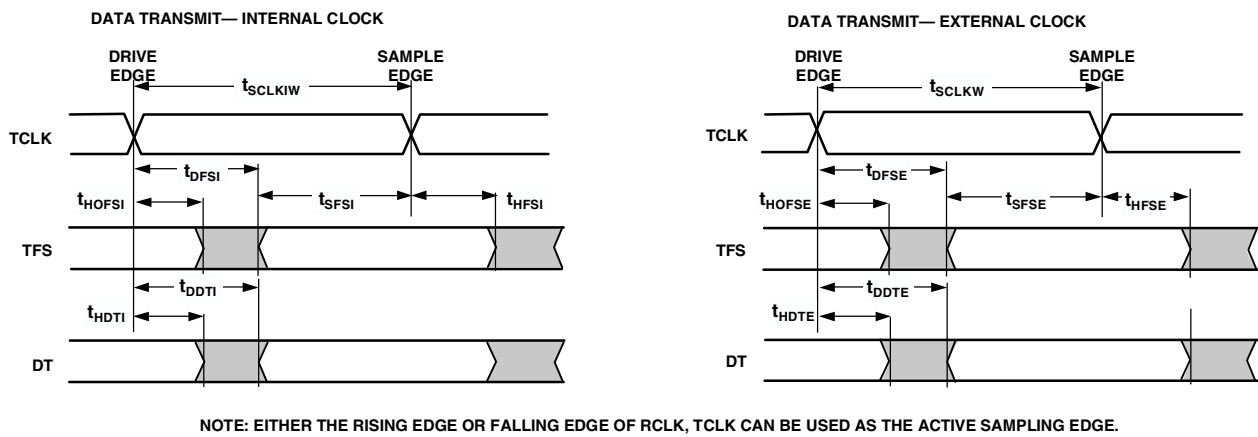 DATA TRANSMIT— INTERNAL CLOCK
DRIVE
EDGE
SAMPLE
EDGE
tSCLKIW
TCLK
tDFSI
tHOFSI
tSFSI
tHFSI
TFS
tDDTI
tHDTI
DT
DATA TRANSMIT— EXTERNAL CLOCK
DRIVE
EDGE
SAMPLE
EDGE
tSCLKW
TCLK
tDFSE
tHOFSE
tSFSE
tHFSE
TFS
tDDTE
tHDTE
DT
NOTE: EITHER THE RISING EDGE OR FALLING EDGE OF RCLK, TCLK CAN BE USED AS THE ACTIVE SAMPLING EDGE.